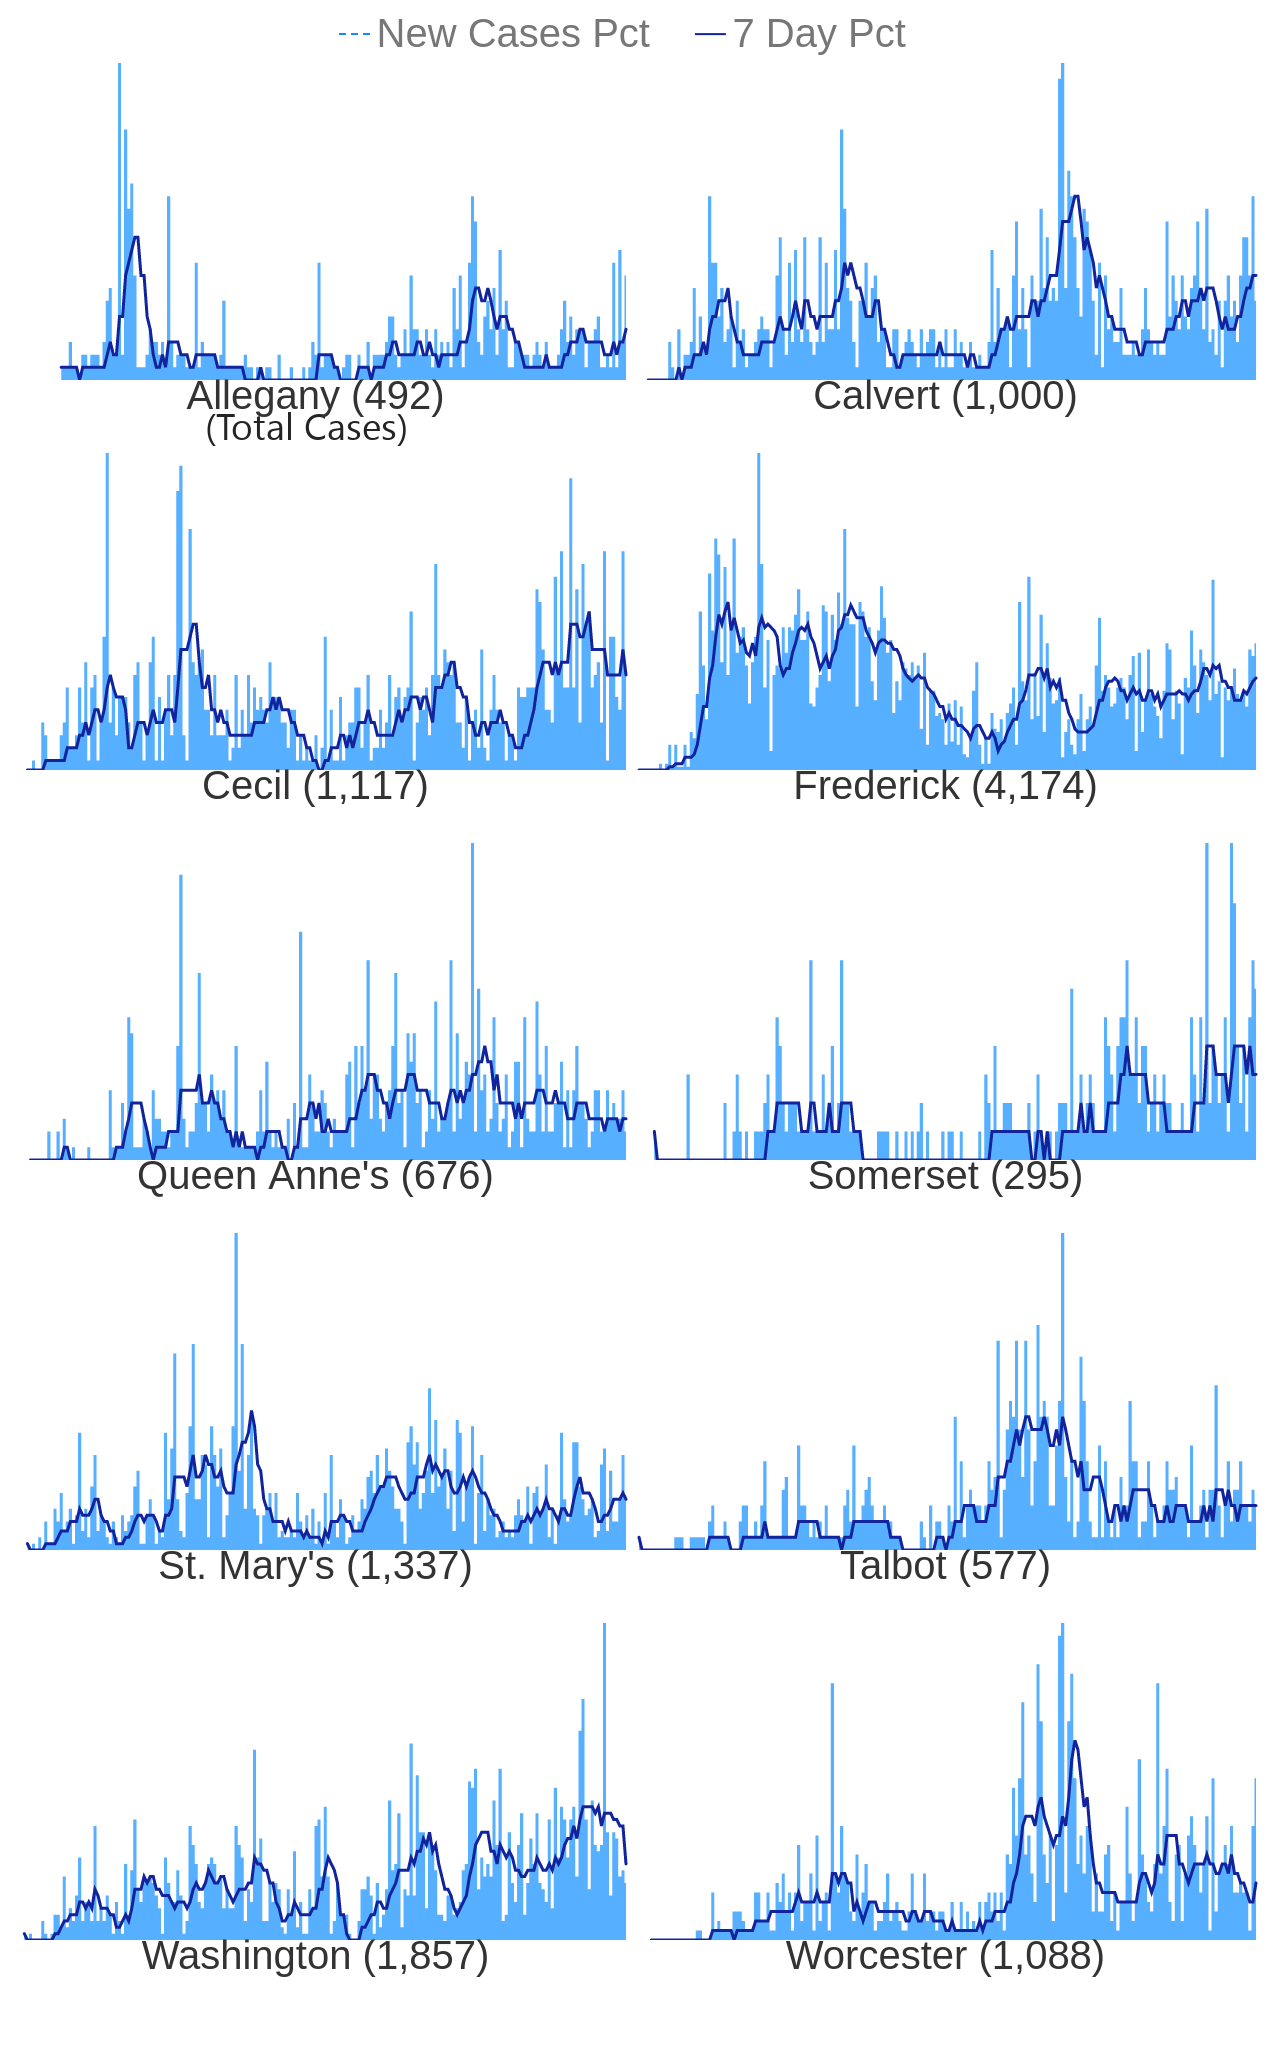 New Cases Pct 7 Day Pct
Allegany (492) Calvert (1,000)
(Total Cases)
Cecil (1,117) Frederick (4,174)
Queen Anne's (676) Somerset (295)
St. Mary's (1,337) Talbot (577)
Washington (1,857) Worcester (1,088)